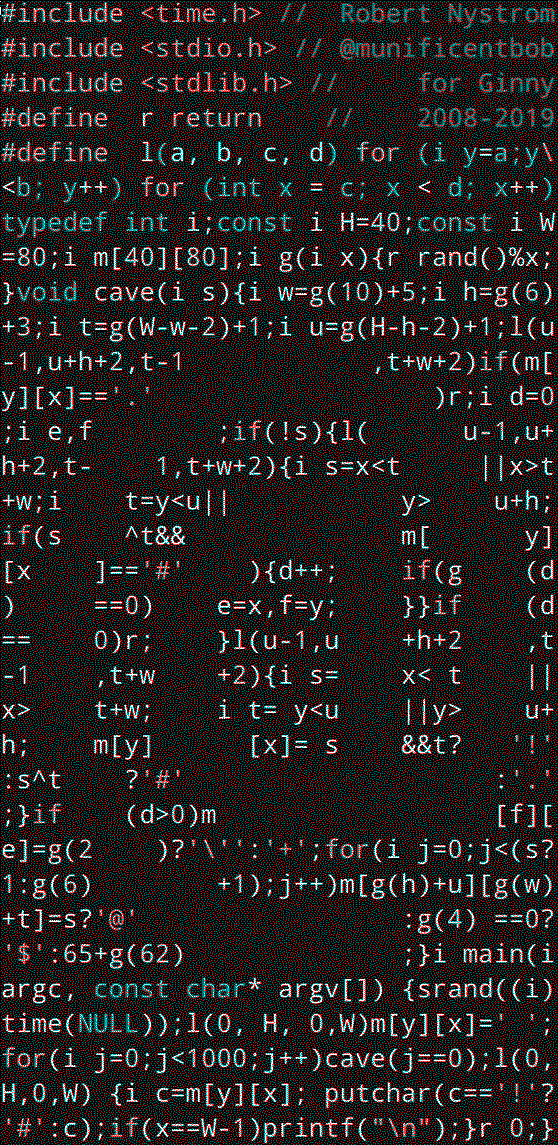 #include <time.h> //  Robert Nystrom
#include <stdio.h> // @munificentbob
#include <stdlib.h> //     for Ginny
#define  r return    //    2008-2019
#define  l(a, b, c, d) for (i y=a;y\
<b; y++) for (int x = c; x < d; x++)
typedef int i;const i H=40;const i W
=80;i m[40][80];i g(i x){r rand()%x;
}void cave(i s){i w=g(10)+5;i h=g(6)
+3;i t=g(W-w-2)+1;i u=g(H-h-2)+1;l(u
-1,u+h+2,t-1            ,t+w+2)if(m[
y][x]=='.'                  )r;i d=0
;i e,f        ;if(!s){l(      u-1,u+
h+2,t-    1,t+w+2){i s=x<t     ||x>t
+w;i    t=y<u||           y>    u+h;
if(s    ^t&&              m[      y]
[x    ]=='#'    ){d++;    if(g    (d
)     ==0)    e=x,f=y;    }}if    (d
==    0)r;    }l(u-1,u    +h+2    ,t
-1    ,t+w    +2){i s=    x< t    ||
x>    t+w;    i t= y<u    ||y>    u+
h;    m[y]      [x]= s    &&t?   '!'
:s^t    ?'#'                    :'.'
;}if    (d>0)m                  [f][
e]=g(2    )?'\'':'+';for(i j=0;j<(s?
1:g(6)        +1);j++)m[g(h)+u][g(w)
+t]=s?'@'                 :g(4) ==0?
'$':65+g(62)              ;}i main(i
argc, const char* argv[]) {srand((i)
time(NULL));l(0, H, 0,W)m[y][x]=' ';
for(i j=0;j<1000;j++)cave(j==0);l(0,
H,0,W) {i c=m[y][x]; putchar(c=='!'?
'#':c);if(x==W-1)printf("\n");}r 0;}